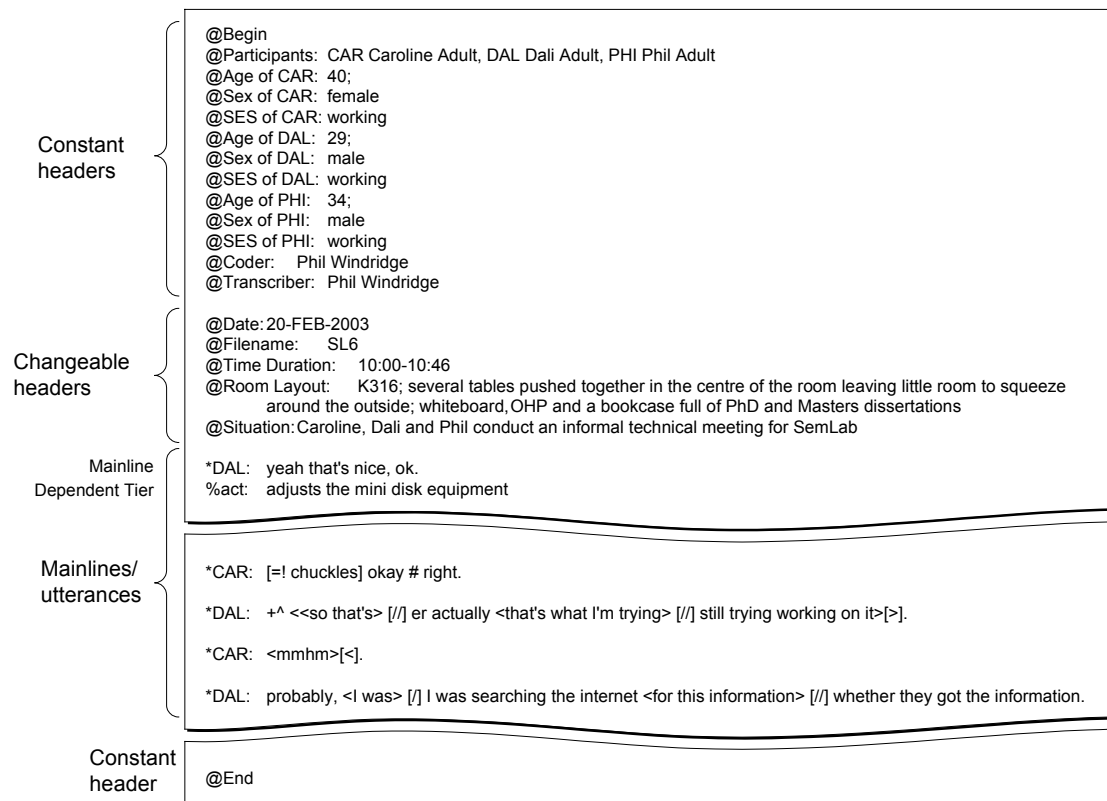 Constant
headers
@Begin
@Participants: CAR Caroline Adult, DAL Dali Adult, PHI Phil Adult
@Age of CAR: 40;
@Sex of CAR: female
@SES of CAR: working
@Age of DAL: 29;
@Sex of DAL: male
@SES of DAL: working
@Age of PHI: 34;
@Sex of PHI: male
@SES of PHI: working
@Coder: Phil Windridge
@Transcriber: Phil Windridge
Changeable
headers
@Date: 20-FEB-2003
@Filename: SL6
@Time Duration: 10:00-10:46
@Room Layout: K316; several tables pushed together in the centre of the room leaving little room to squeeze
around the outside; whiteboard, OHP and a bookcase full of PhD and Masters dissertations
@Situation: Caroline, Dali and Phil conduct an informal technical meeting for SemLab
Mainline
*DAL: yeah that's nice, ok.
Dependent Tier
%act: adjusts the mini disk equipment
Mainlines/
utterances
*CAR: [=! chuckles] okay # right.
*DAL: +^ <<so that's> [//] er actually <that's what I'm trying> [//] still trying working on it>[>].
*CAR: <mmhm>[<].
*DAL: probably, <I was> [/] I was searching the internet <for this information> [//] whether they got the information.
Constant
header
@End